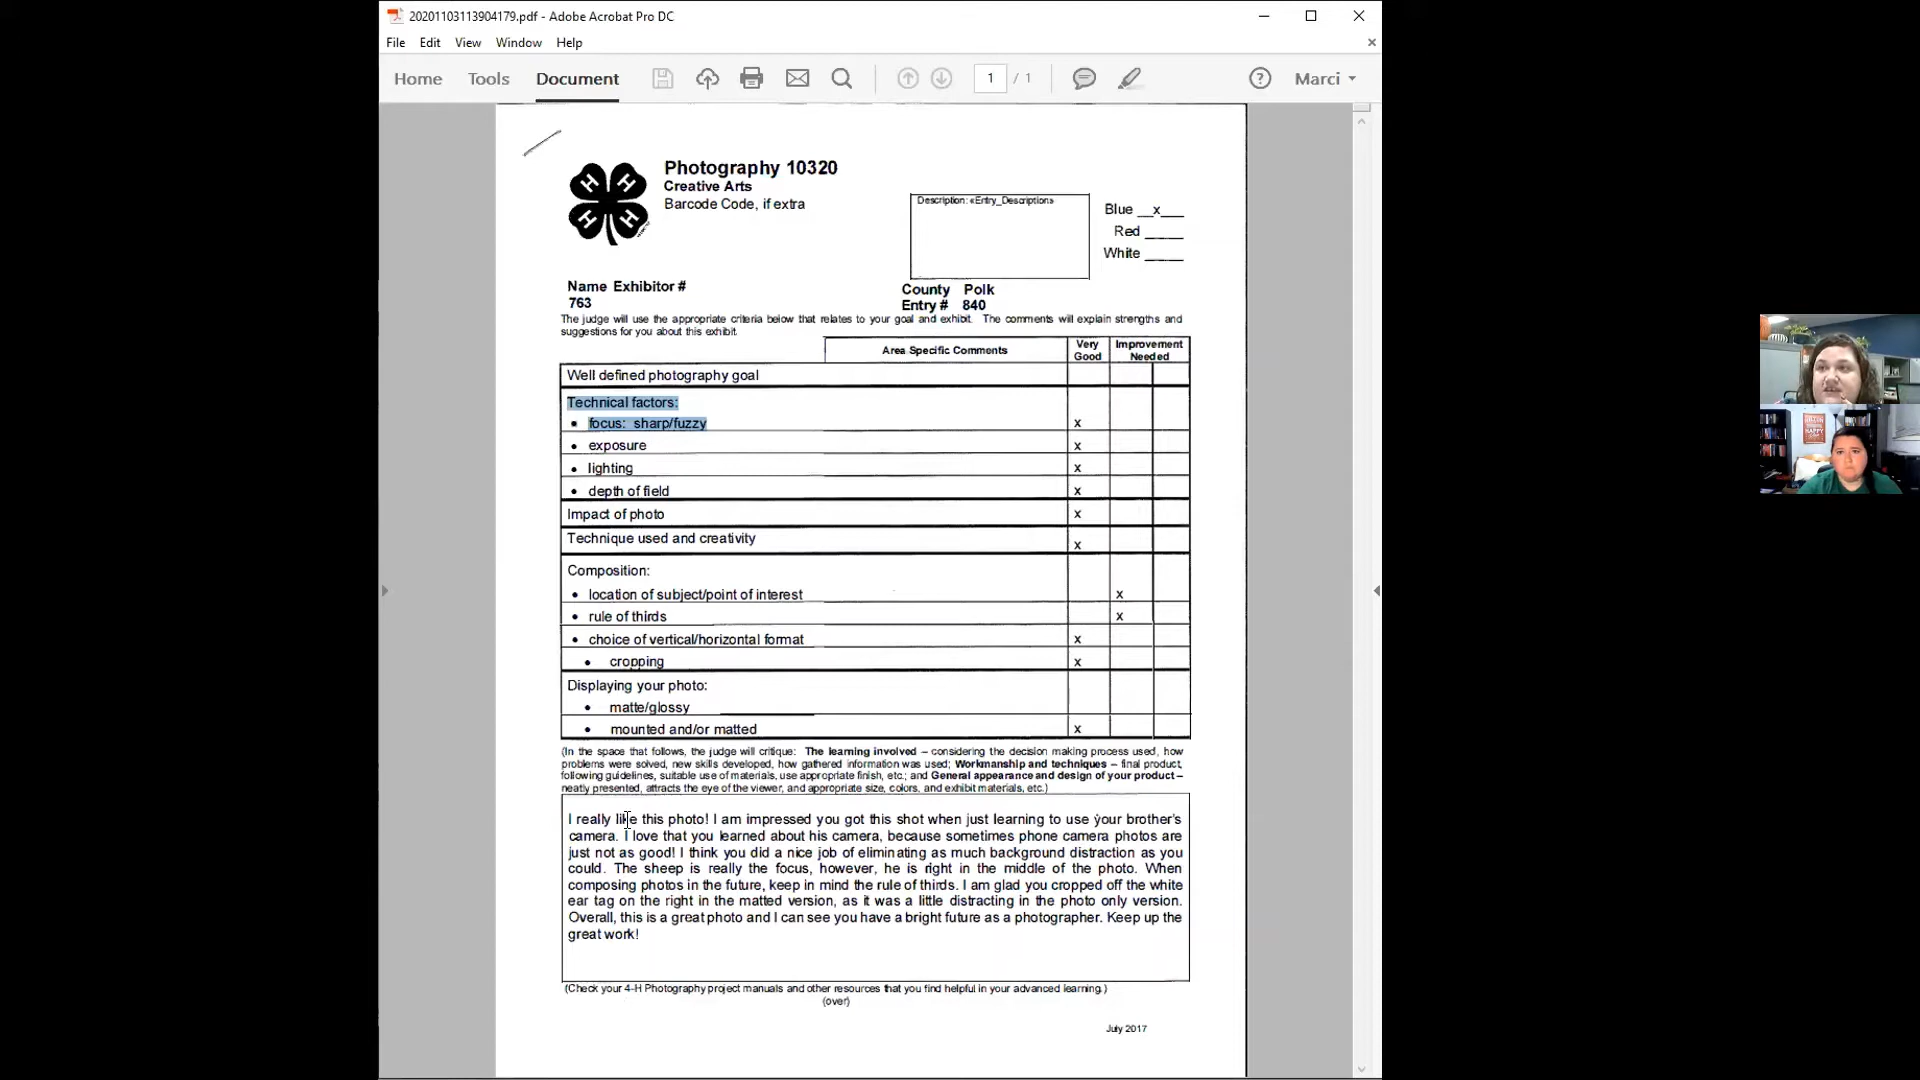 20201103113904179.pdf - Adobe Acrobat Pro DC
File Edit View Window Help
Home Tools Document 1 / 1 Marci
Photography 10320
Creative Arts
Barcode Code, if extra
Description: «Entry_Description»
Blue __x___
Red _____
White _____
Name Exhibitor #
763
County Polk
Entry # 840
The judge will use the appropriate criteria below that relates to your goal and exhibit. The comments will explain strengths and
suggestions for you about this exhibit.
Area Specific Comments Very Good Improvement Needed
Well defined photography goal
Technical factors:
• focus: sharp/fuzzy x
• exposure x
• lighting x
• depth of field x
Impact of photo x
Technique used and creativity x
Composition:
• location of subject/point of interest x
• rule of thirds x
• choice of vertical/horizontal format x
• cropping x
Displaying your photo:
• matte/glossy
• mounted and/or matted x
(In the space that follows, the judge will critique: The learning involved – considering the decision making process used, how
problems were solved, new skills developed, how gathered information was used; Workmanship and techniques – final product,
following guidelines, suitable use of materials, use appropriate finish, etc.; and General appearance and design of your product –
neatly presented, attracts the eye of the viewer, and appropriate size, colors, and exhibit materials, etc.)
I really like this photo! I am impressed you got this shot when just learning to use your brother's
camera. I love that you learned about his camera, because sometimes phone camera photos are
just not as good! I think you did a nice job of eliminating as much background distraction as you
could. The sheep is really the focus, however, he is right in the middle of the photo. When
composing photos in the future, keep in mind the rule of thirds. I am glad you cropped off the white
ear tag on the right in the matted version, as it was a little distracting in the photo only version.
Overall, this is a great photo and I can see you have a bright future as a photographer. Keep up the
great work!
(Check your 4-H Photography project manuals and other resources that you find helpful in your advanced learning.)
(over)
July 2017
H H H H